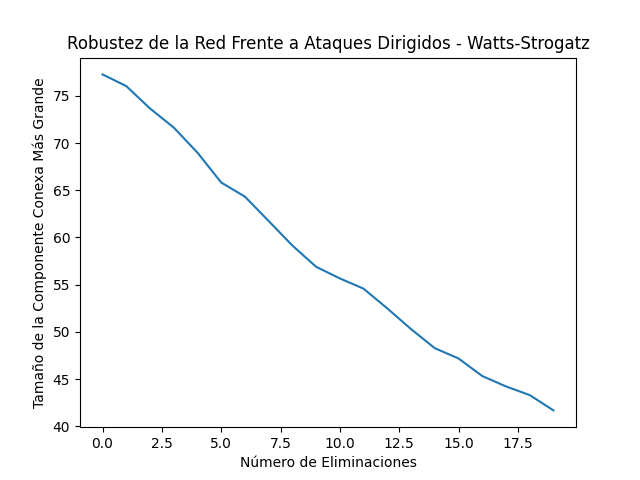 Robustez de la Red Frente a Ataques Dirigidos - Watts-Strogatz
Tamaño de la Componente Conexa Más Grande
75
70
65
60
55
50
45
40
0.0 2.5 5.0 7.5 10.0 12.5 15.0 17.5
Número de Eliminaciones